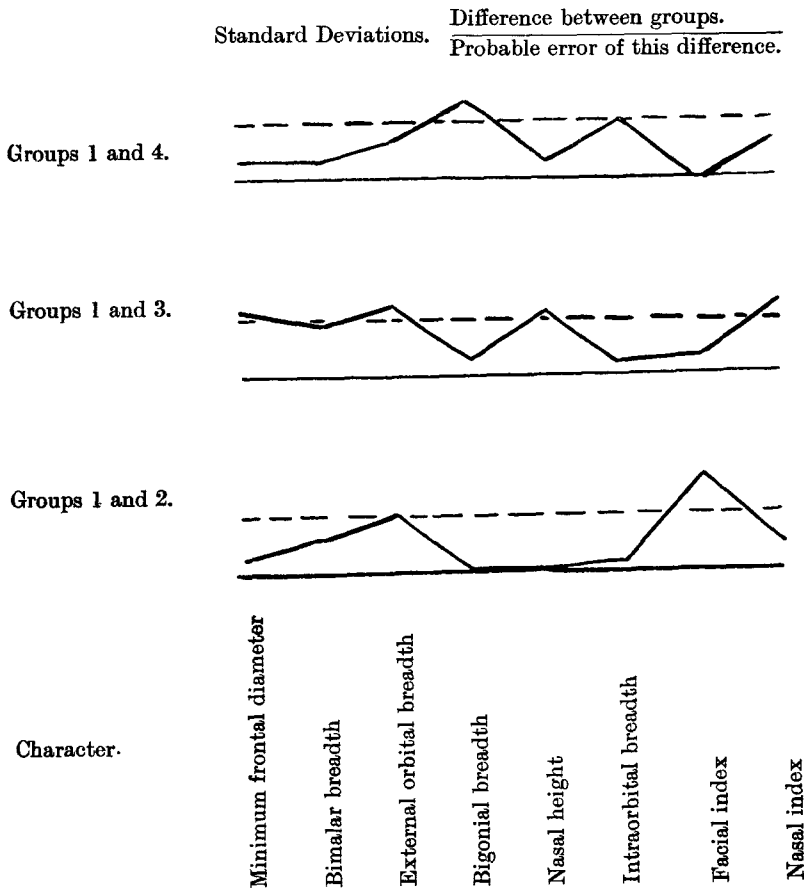 Standard Deviations. Difference between groups.
Probable error of this difference.
Groups 1 and 4.
Groups 1 and 3.
Groups 1 and 2.
Character.
Minimum frontal diameter
Bimalar breadth
External orbital breadth
Bigonial breadth
Nasal height
Intraorbital breadth
Facial index
Nasal index